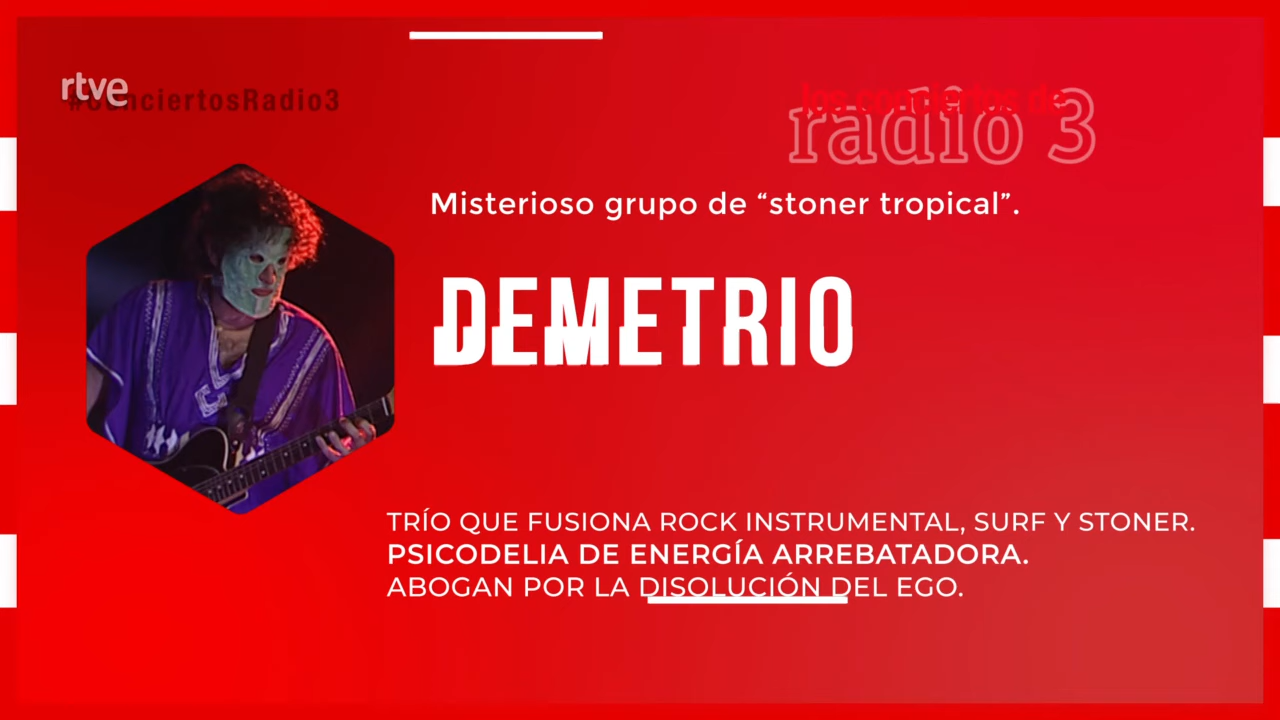 rtve
#ConciertosRadio3
los conciertos de
radio 3
Misterioso grupo de “stoner tropical”.
DEMETRIO
TRÍO QUE FUSIONA ROCK INSTRUMENTAL, SURF Y STONER.
PSICODELIA DE ENERGÍA ARREBATADORA.
ABOGAN POR LA DISOLUCIÓN DEL EGO.